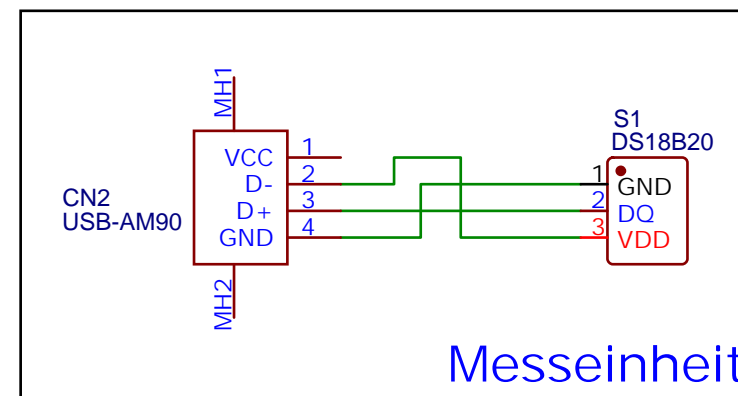 MH1
CN2
USB-AM90
VCC 1
D- 2
D+ 3
GND 4
MH2
S1
DS18B20
1 GND
2 DQ
3 VDD
Messeinheit